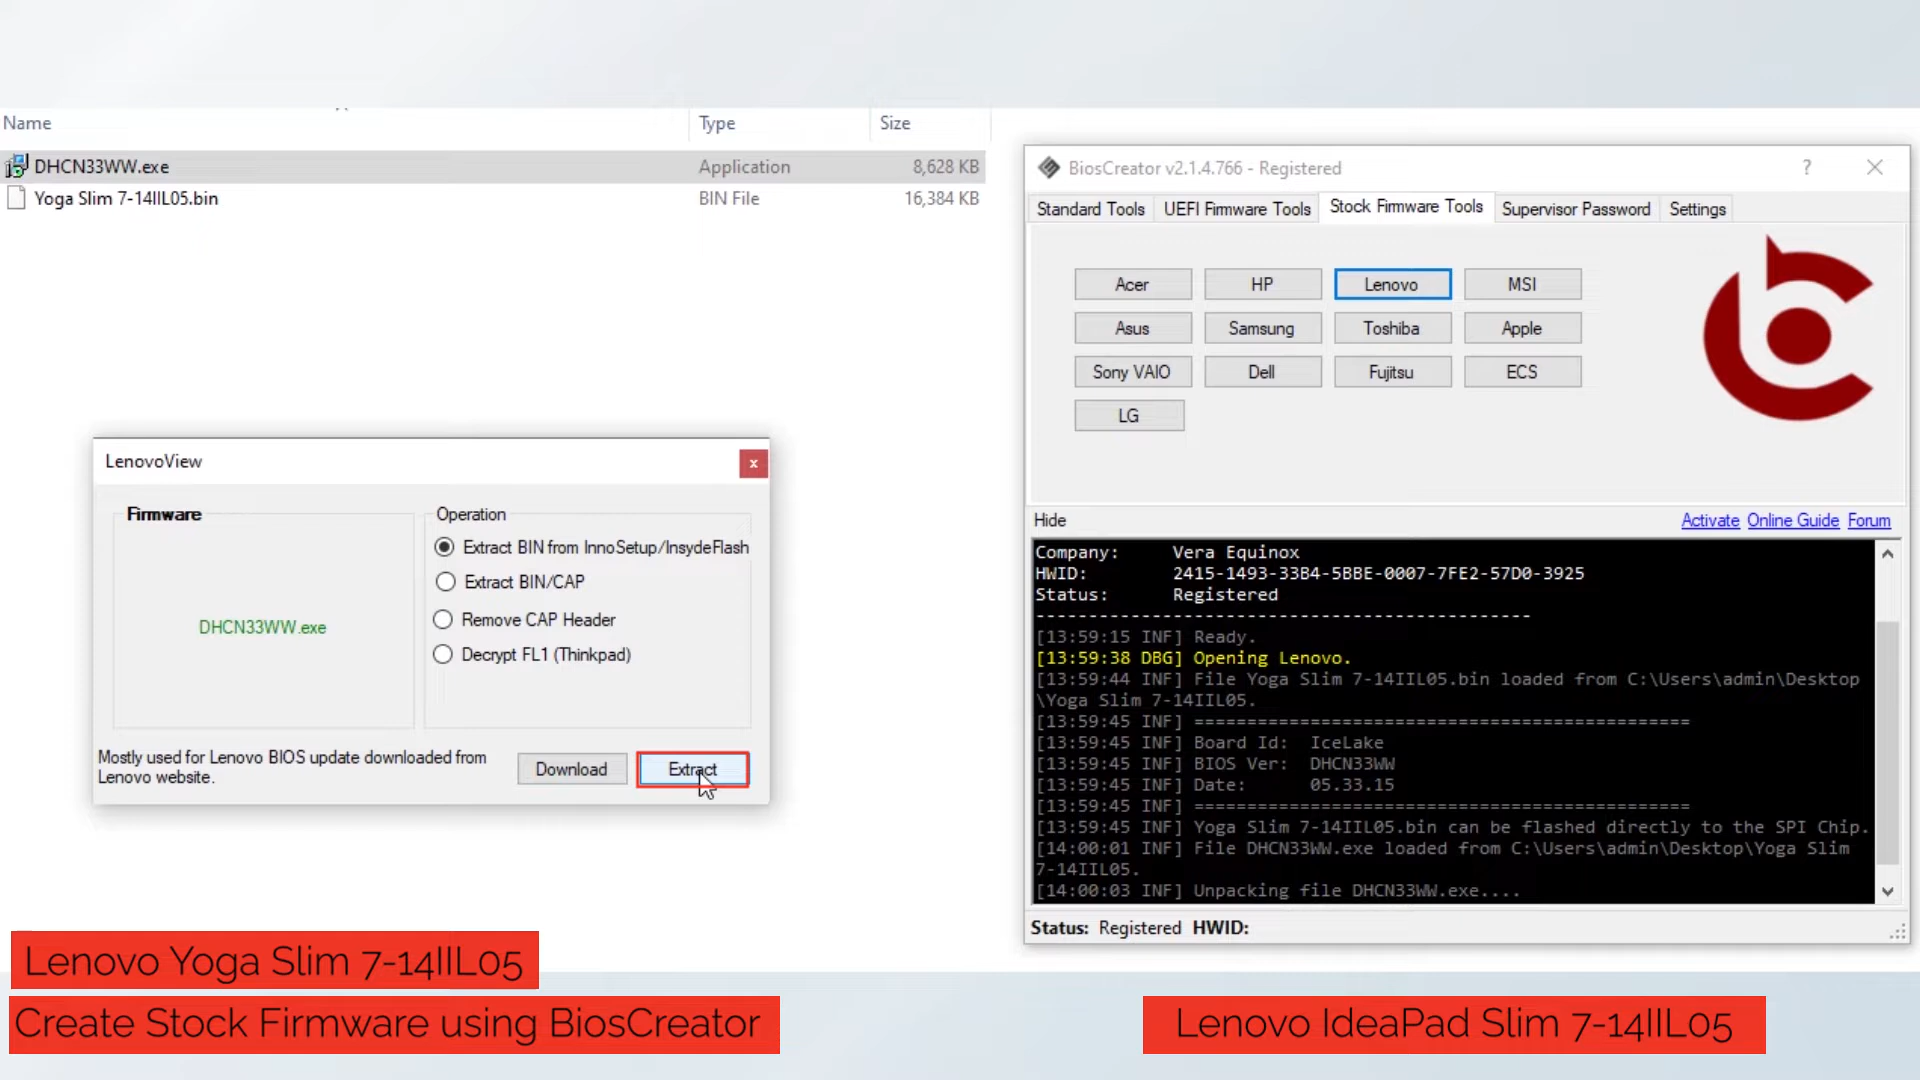 Name
Type
Size
DHCN33WW.exe
Application
8,628 KB
Yoga Slim 7-14IIL05.bin
BIN File
16,384 KB
LenovoView
x
Firmware
DHCN33WW.exe
Operation
Extract BIN from InnoSetup/InsydeFlash
Extract BIN/CAP
Remove CAP Header
Decrypt FL1 (Thinkpad)
Mostly used for Lenovo BIOS update downloaded from
Lenovo website.
Download
Extract
BiosCreator v2.1.4.766 - Registered
?
Standard Tools
UEFI Firmware Tools
Stock Firmware Tools
Supervisor Password
Settings
Acer
HP
Lenovo
MSI
Asus
Samsung
Toshiba
Apple
Sony VAIO
Dell
Fujitsu
ECS
LG
Hide
Activate
Online Guide
Forum
Company: Vera Equinox
HWID: 2415-1493-33B4-5BBE-0007-7FE2-57D0-3925
Status: Registered
-----------------------------------------------
[13:59:15 INF] Ready.
[13:59:38 DBG] Opening Lenovo.
[13:59:44 INF] File Yoga Slim 7-14IIL05.bin loaded from C:\Users\admin\Desktop
\Yoga Slim 7-14IIL05.
[13:59:45 INF] ===============================================
[13:59:45 INF] Board Id: IceLake
[13:59:45 INF] BIOS Ver: DHCN33WW
[13:59:45 INF] Date: 05.33.15
[13:59:45 INF] ===============================================
[13:59:45 INF] Yoga Slim 7-14IIL05.bin can be flashed directly to the SPI Chip.
[14:00:01 INF] File DHCN33WW.exe loaded from C:\Users\admin\Desktop\Yoga Slim
7-14IIL05.
[14:00:03 INF] Unpacking file DHCN33WW.exe....
Status: Registered HWID:
Lenovo Yoga Slim 7-14IIL05
Create Stock Firmware using BiosCreator
Lenovo IdeaPad Slim 7-14IIL05